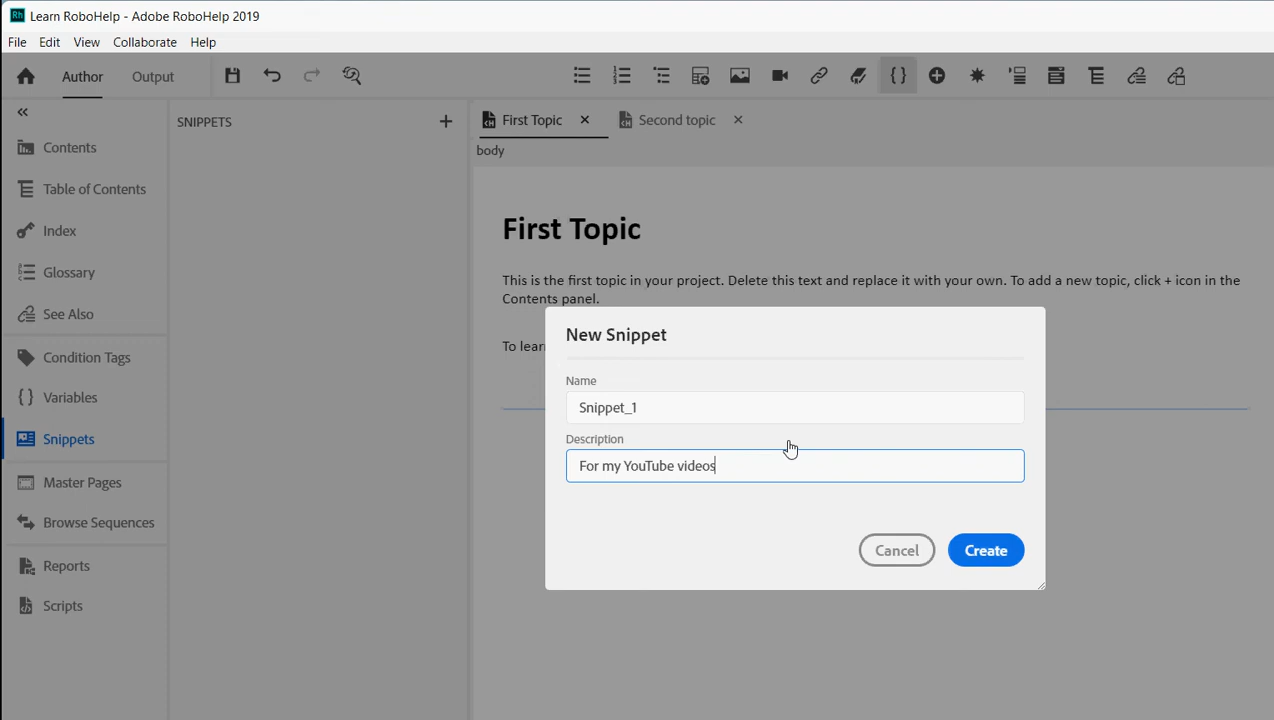 Rh Learn RoboHelp - Adobe RoboHelp 2019
File Edit View Collaborate Help
Author Output
SNIPPETS
First Topic Second topic
body
Contents
Table of Contents
Index
Glossary
See Also
Condition Tags
Variables
Snippets
Master Pages
Browse Sequences
Reports
Scripts
First Topic
This is the first topic in your project. Delete this text and replace it with your own. To add a new topic, click + icon in the
Contents panel.
To lear
New Snippet
Name
Snippet_1
Description
For my YouTube videos
Cancel Create